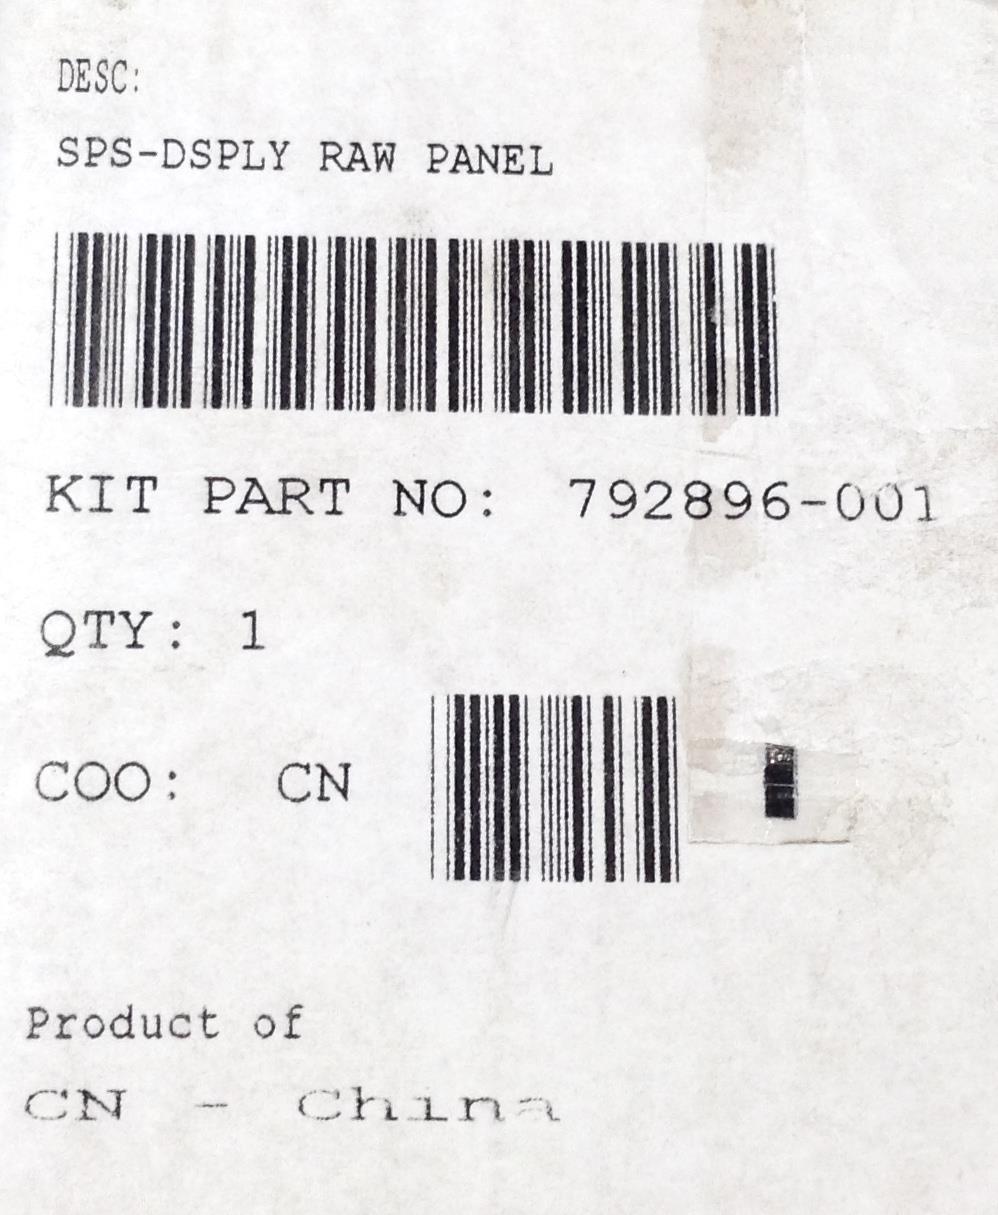 DESC:
SPS-DSPLY RAW PANEL
KIT PART NO: 792896-001
QTY: 1
COO: CN
Product of
CN - China